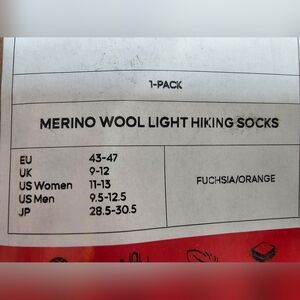 1-PACK
MERINO WOOL LIGHT HIKING SOCKS
EU 43-47
UK 9-12
US Women 11-13
US Men 9.5-12.5
JP 28.5-30.5
FUCHSIA/ORANGE